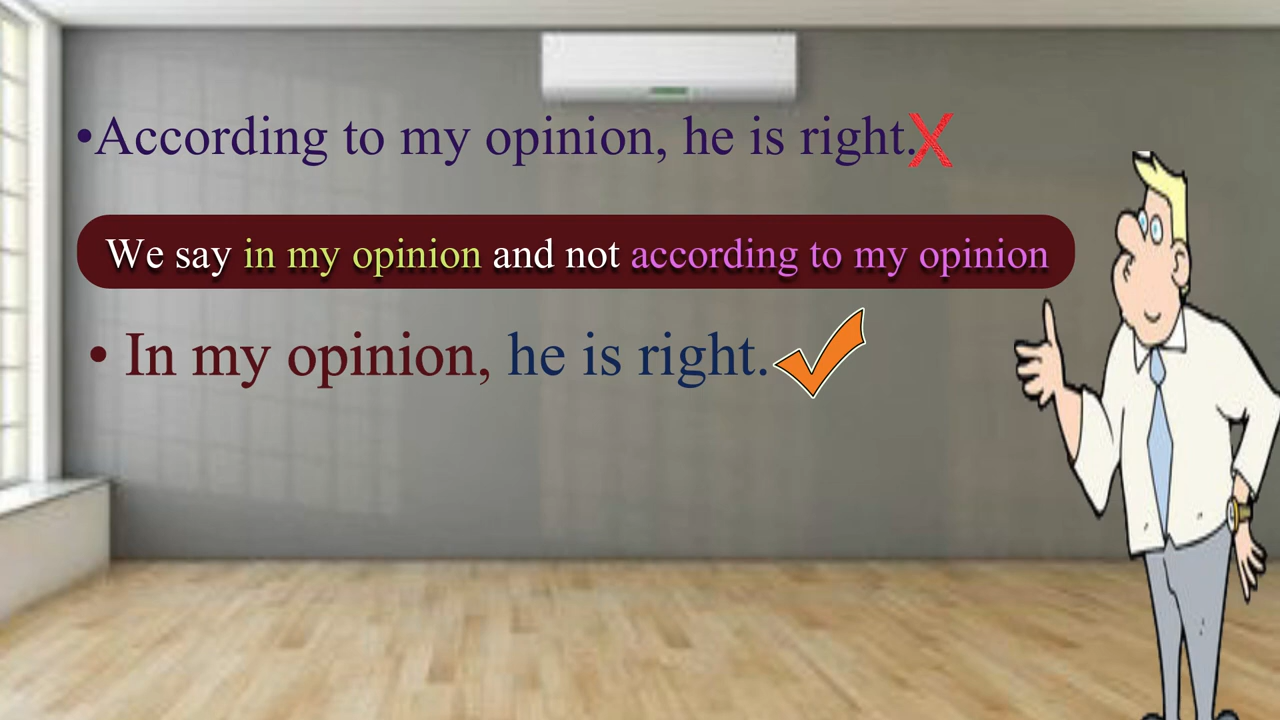 •According to my opinion, he is right.X
We say in my opinion and not according to my opinion
• In my opinion, he is right.